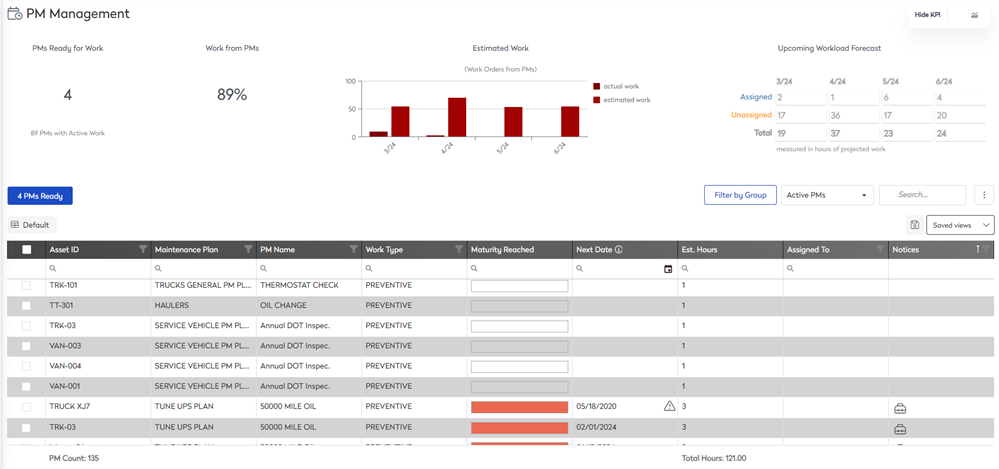 PM Management
Hide KPI
PMs Ready for Work
4
89 PMs with Active Work
Work from PMs
89%
Estimated Work
(Work Orders from PMs)
100
50
0
3/24
4/24
5/24
6/24
actual work
estimated work
Upcoming Workload Forecast
3/24 4/24 5/24 6/24
Assigned 2 1 6 4
Unassigned 17 36 17 20
Total 19 37 23 24
measured in hours of projected work
4 PMs Ready
Filter by Group
Active PMs
Search...
Default
Saved views
Asset ID Maintenance Plan PM Name Work Type Maturity Reached Next Date Est. Hours Assigned To Notices
TRK-101 TRUCKS GENERAL PM PL... THERMOSTAT CHECK PREVENTIVE 1
TT-301 HAULERS OIL CHANGE PREVENTIVE 1
TRK-03 SERVICE VEHICLE PM PL... Annual DOT Inspec. PREVENTIVE 1
VAN-003 SERVICE VEHICLE PM PL... Annual DOT Inspec. PREVENTIVE 1
VAN-004 SERVICE VEHICLE PM PL... Annual DOT Inspec. PREVENTIVE 1
VAN-001 SERVICE VEHICLE PM PL... Annual DOT Inspec. PREVENTIVE 1
TRUCK XJ7 TUNE UPS PLAN 50000 MILE OIL PREVENTIVE 05/18/2020 3
TRK-03 TUNE UPS PLAN 50000 MILE OIL PREVENTIVE 02/01/2024 3
PM Count: 135
Total Hours: 121.00